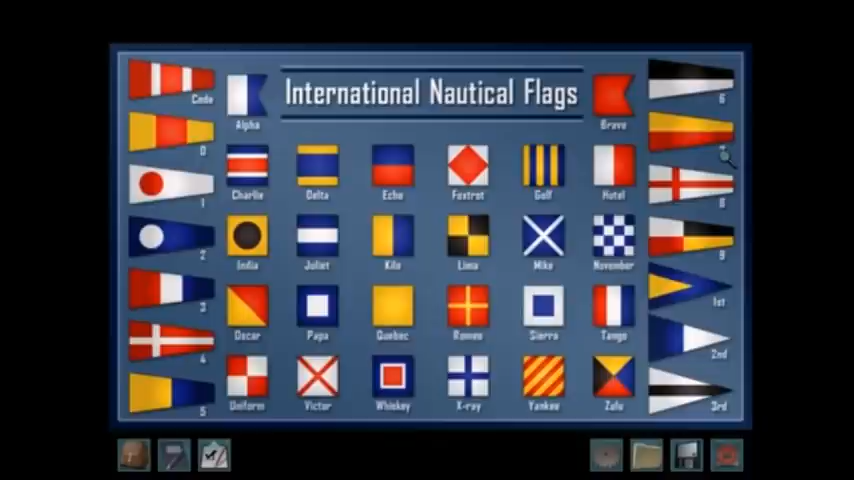 International Nautical Flags
Code
Alpha
Bravo
6
0
7
Charlie
Delta
Echo
Foxtrot
Golf
Hotel
1
8
India
Juliet
Kilo
Lima
Mike
November
2
9
Oscar
Papa
Quebec
Romeo
Sierra
Tango
3
1st
4
2nd
Uniform
Victor
Whiskey
X-ray
Yankee
Zulu
5
3rd